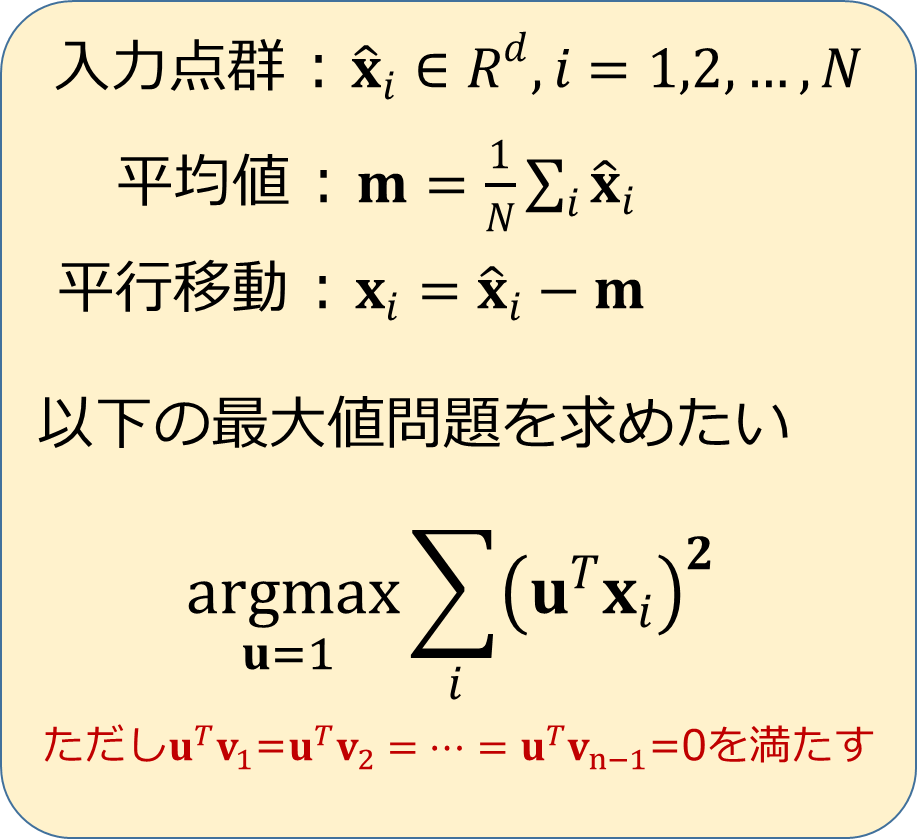 入力点群：x̂ᵢ ∈ Rᵈ, i = 1,2, … , N
平均値：m = 1/N ∑ᵢ x̂ᵢ
平行移動：xᵢ = x̂ᵢ − m
以下の最大値問題を求めたい
argmax ∑ᵢ (uᵀxᵢ)²
u=1
ただしuᵀv₁=uᵀv₂ = ⋯ = uᵀvₙ₋₁=0を満たす